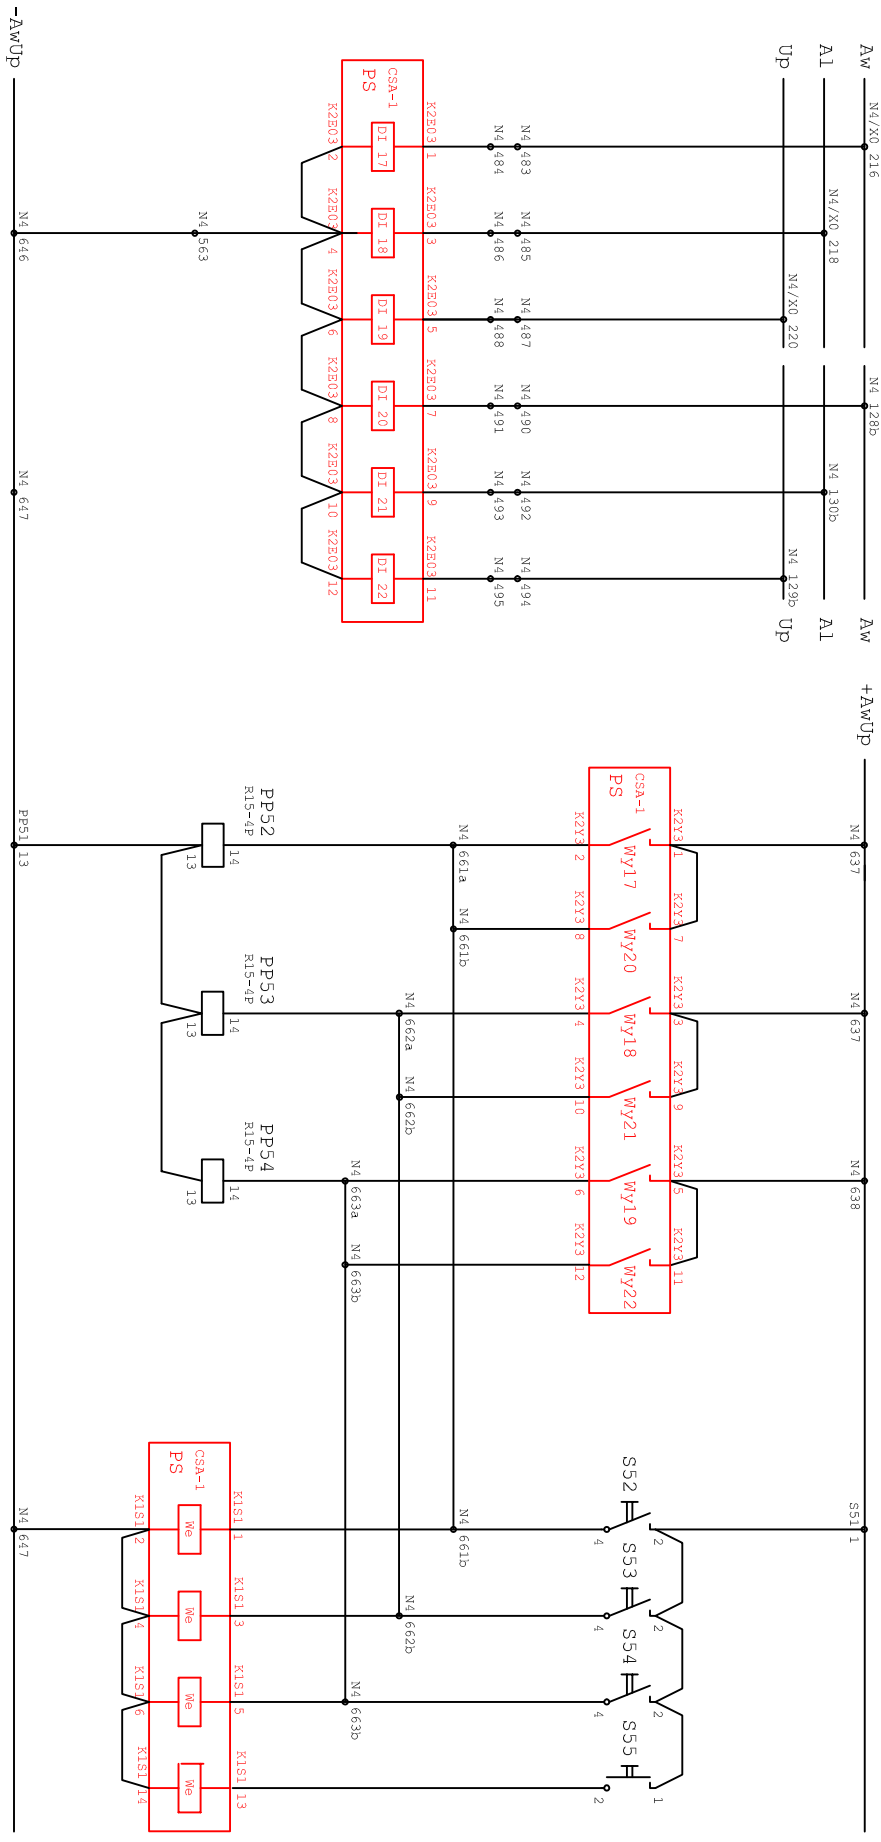 -AwUp
Aw
Al
Up
N4/X0 216
N4/X0 218
N4/X0 220
N4 128b
N4 130b
N4 129b
Up
Al
Aw
+AwUp
CSA-1
PS
K2E03 1
K2E03 2
DI 17
N4 483
N4 484
K2E03 3
K2E03 4
DI 18
N4 485
N4 486
K2E03 5
K2E03 6
DI 19
N4 487
N4 488
K2E03 7
K2E03 8
DI 20
N4 490
N4 491
K2E03 9
K2E03 10
DI 21
N4 492
N4 493
K2E03 11
K2E03 12
DI 22
N4 494
N4 495
N4 646
N4 563
N4 647
PP51 13
N4 647
CSA-1
PS
N4 637
K2Y3 1
Wy17
K2Y3 2
K2Y3 7
Wy20
K2Y3 8
N4 637
K2Y3 3
Wy18
K2Y3 4
K2Y3 9
Wy21
K2Y3 10
N4 638
K2Y3 5
Wy19
K2Y3 6
K2Y3 11
Wy22
K2Y3 12
N4 661a
N4 661b
N4 662a
N4 662b
N4 663a
N4 663b
PP52
R15-4P
14
13
PP53
R15-4P
14
13
PP54
R15-4P
14
13
S51 1
S52
2
4
S53
2
4
S54
2
4
S55
1
2
N4 661b
N4 662b
N4 663b
CSA-1
PS
K1S1 1
We
K1S1 2
K1S1 3
We
K1S1 4
K1S1 5
We
K1S1 6
K1S1 13
We
K1S1 14